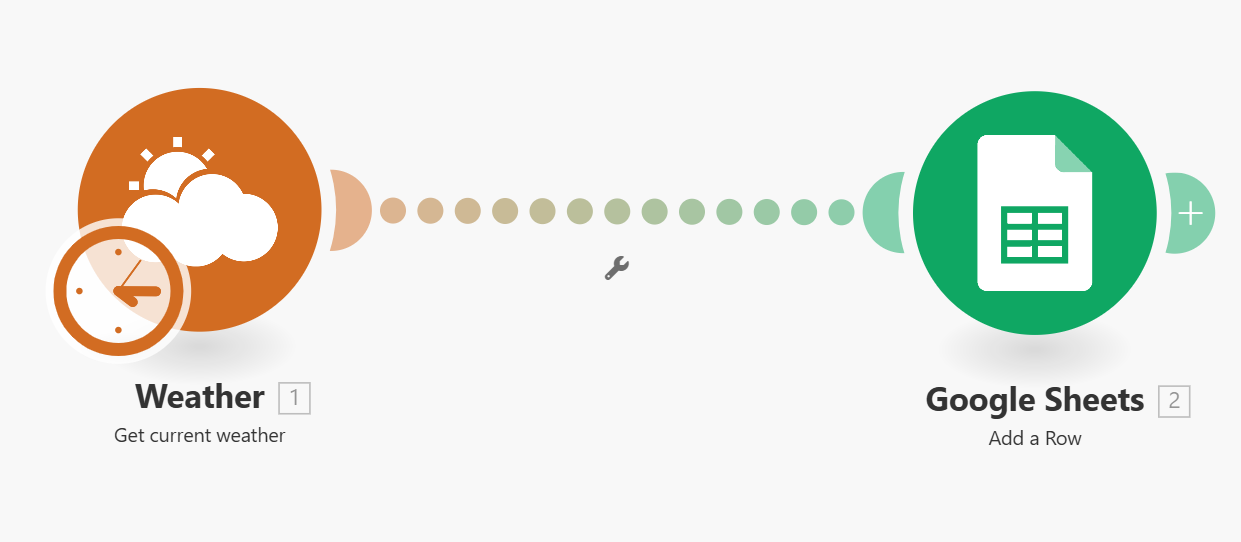 Weather 1
Get current weather
Google Sheets 2
Add a Row